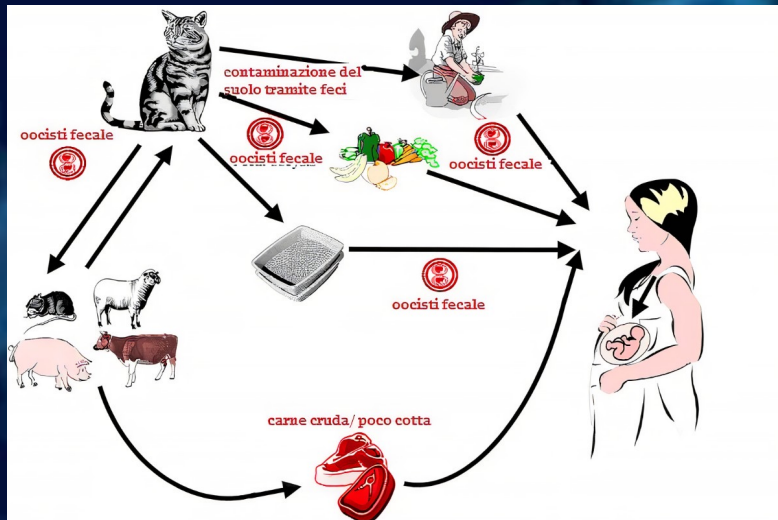 contaminazione del
suolo tramite feci
oocisti fecale
oocisti fecale
oocisti fecale
oocisti fecale
carne cruda/ poco cotta